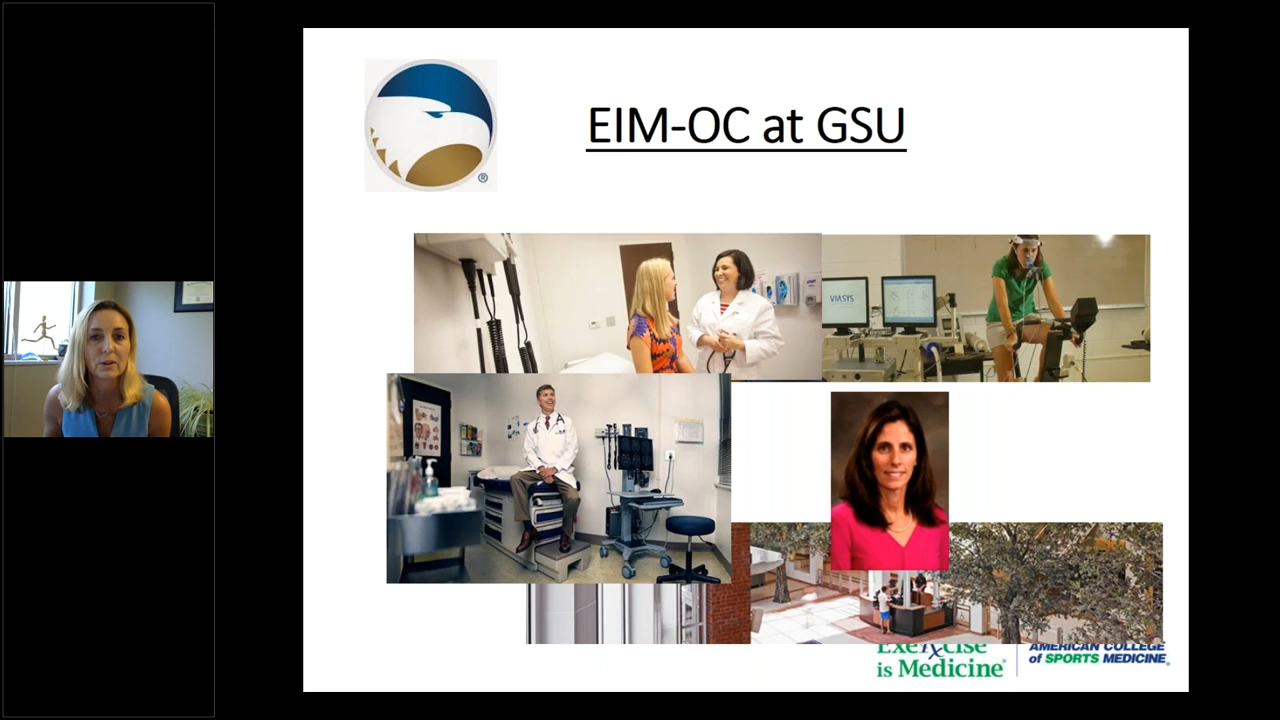 EIM-OC at GSU
®
VIASYS
Exercise
is Medicine®
AMERICAN COLLEGE
of SPORTS MEDICINE®